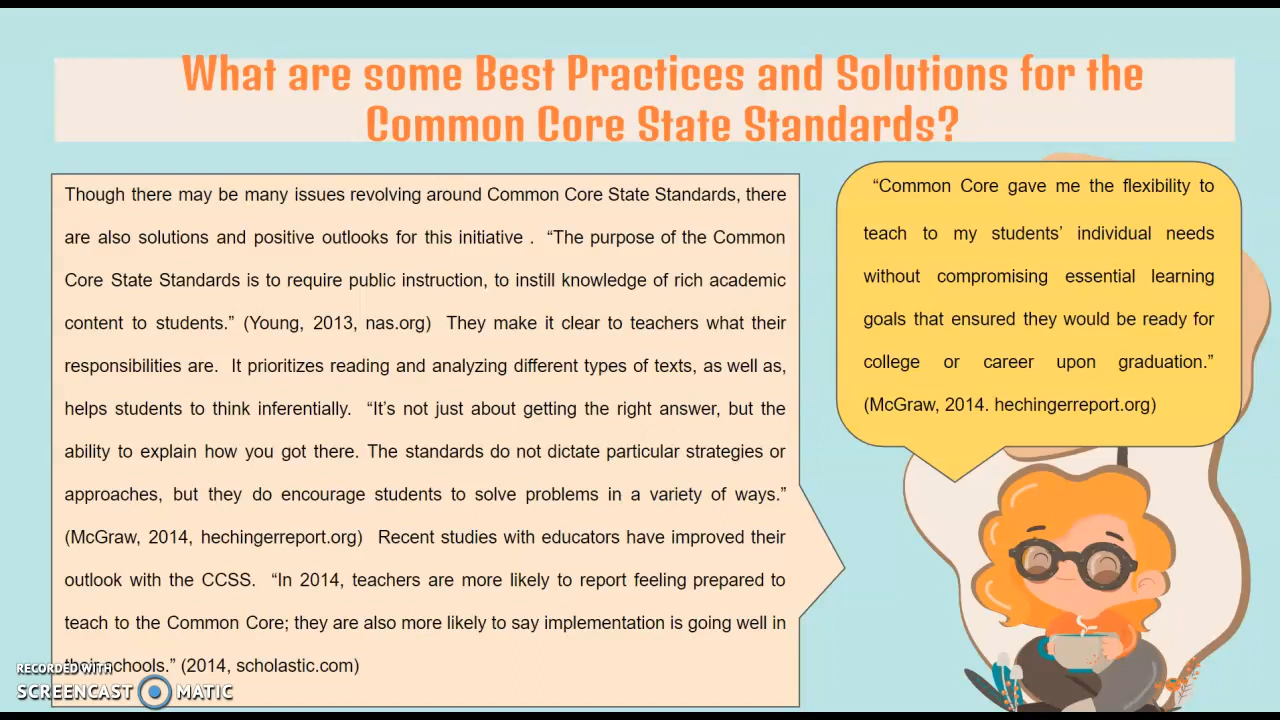 What are some Best Practices and Solutions for the
Common Core State Standards?
Though there may be many issues revolving around Common Core State Standards, there
are also solutions and positive outlooks for this initiative .  “The purpose of the Common
Core State Standards is to require public instruction, to instill knowledge of rich academic
content to students.” (Young, 2013, nas.org)  They make it clear to teachers what their
responsibilities are.  It prioritizes reading and analyzing different types of texts, as well as,
helps students to think inferentially.  “It’s not just about getting the right answer, but the
ability to explain how you got there. The standards do not dictate particular strategies or
approaches, but they do encourage students to solve problems in a variety of ways.”
(McGraw, 2014, hechingerreport.org)  Recent studies with educators have improved their
outlook with the CCSS.  “In 2014, teachers are more likely to report feeling prepared to
teach to the Common Core; they are also more likely to say implementation is going well in
their schools.” (2014, scholastic.com)
“Common Core gave me the flexibility to
teach to my students’ individual needs
without compromising essential learning
goals that ensured they would be ready for
college or career upon graduation.”
(McGraw, 2014. hechingerreport.org)
RECORDED WITH
SCREENCAST MATIC